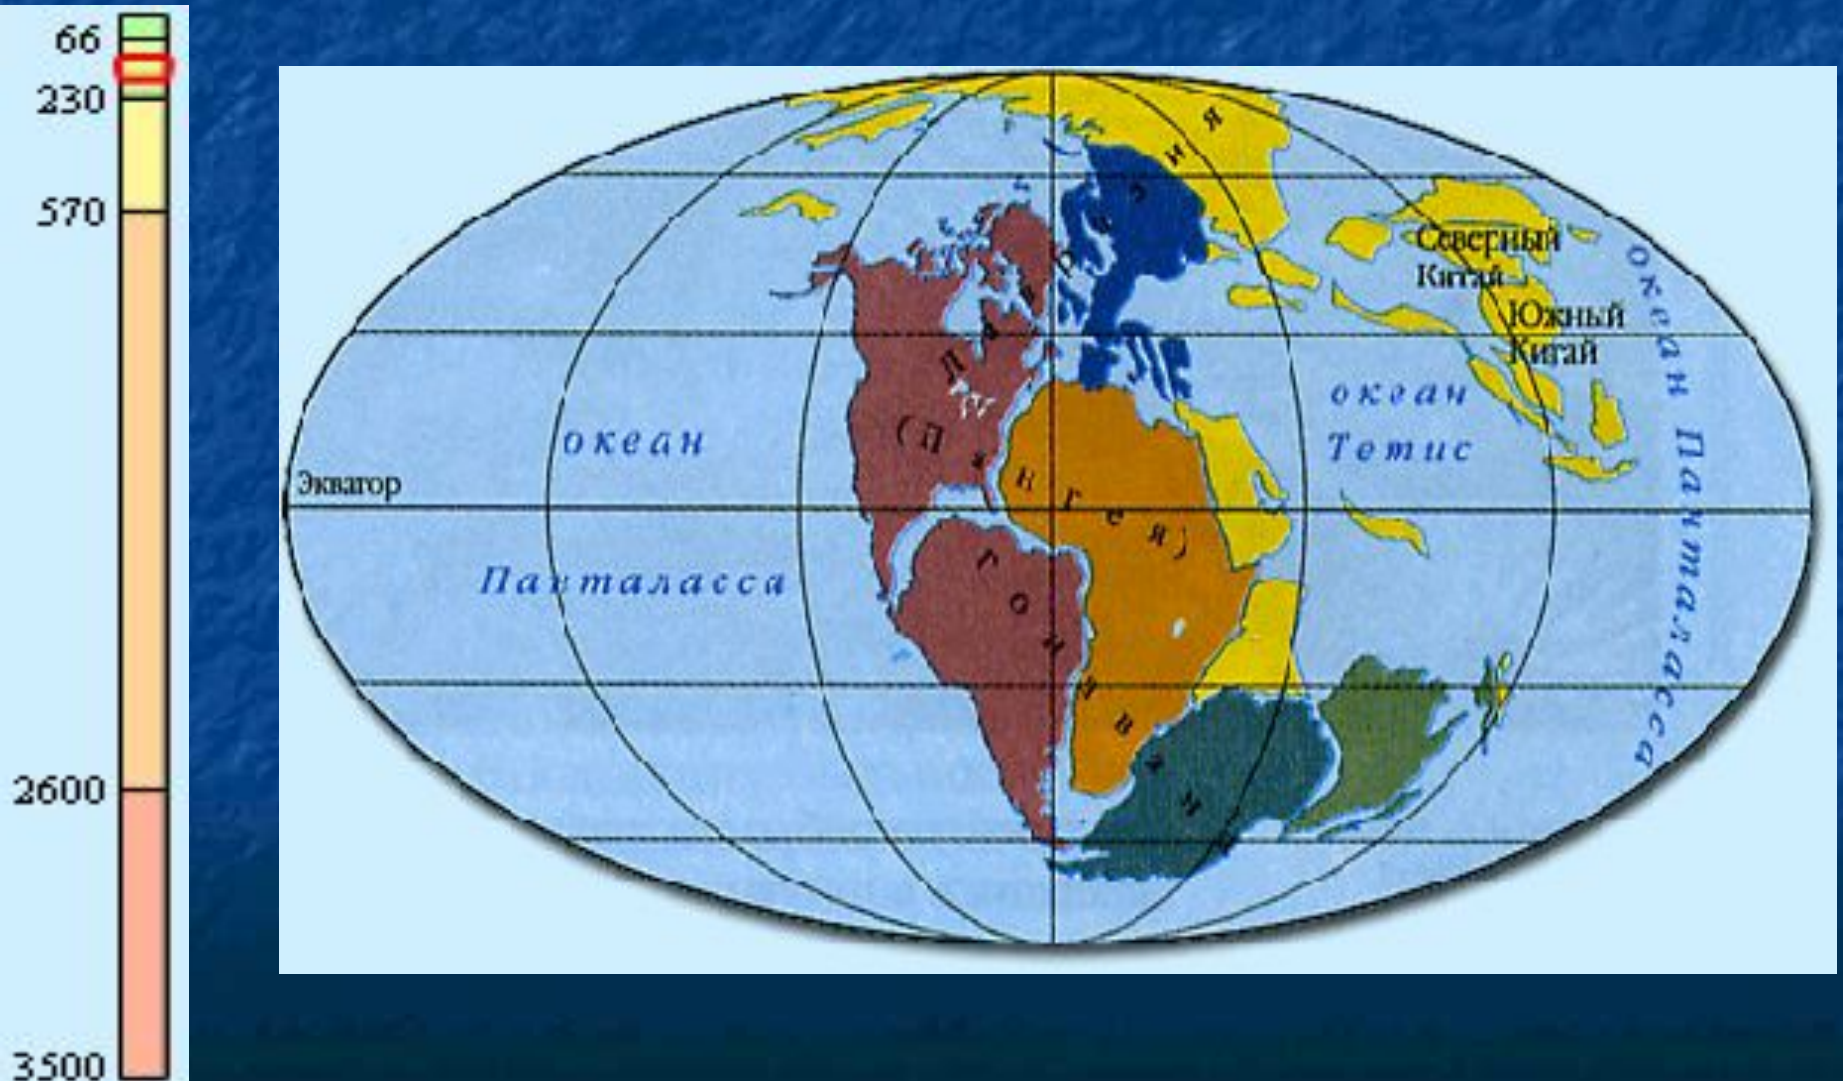 66
230
570
2600
3500
Лавразия
(Пангея)
Гондвана
Северный
Китай
Южный
Китай
океан
Тетис
океан
Панталасса
Экватор
океан Панталасса